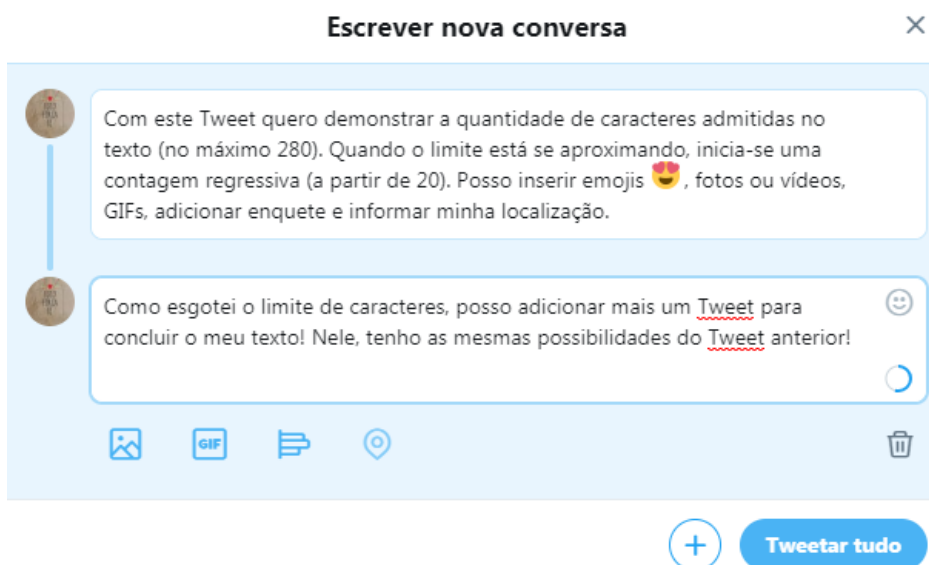 Escrever nova conversa
Com este Tweet quero demonstrar a quantidade de caracteres admitidas no
texto (no máximo 280). Quando o limite está se aproximando, inicia-se uma
contagem regressiva (a partir de 20). Posso inserir emojis 😍, fotos ou vídeos,
GIFs, adicionar enquete e informar minha localização.
Como esgotei o limite de caracteres, posso adicionar mais um Tweet para
concluir o meu texto! Nele, tenho as mesmas possibilidades do Tweet anterior!
GIF
Tweetar tudo